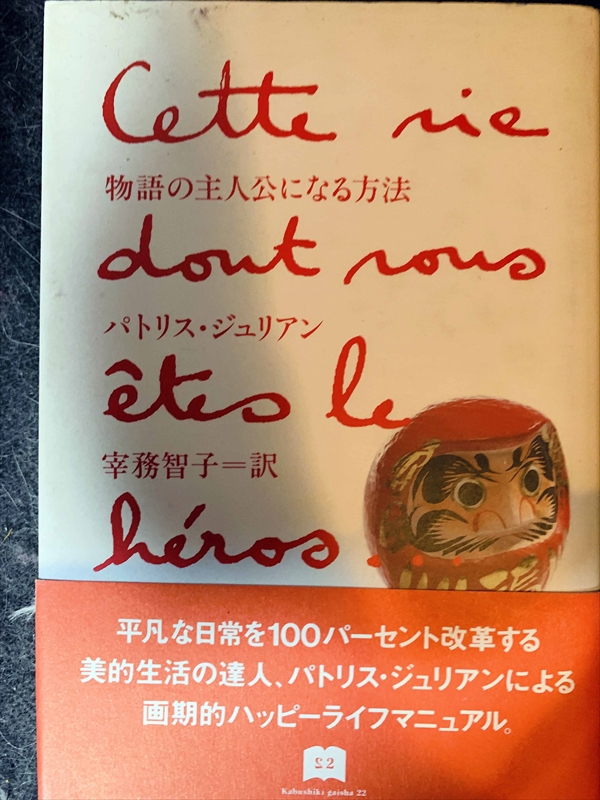 Cette vie
物語の主人公になる方法
dont vous
パトリス・ジュリアン
êtes le
宰務智子＝訳
héros...
平凡な日常を100パーセント改革する
美的生活の達人、パトリス・ジュリアンによる
画期的ハッピーライフマニュアル。
22
Kabushiki gaisha 22